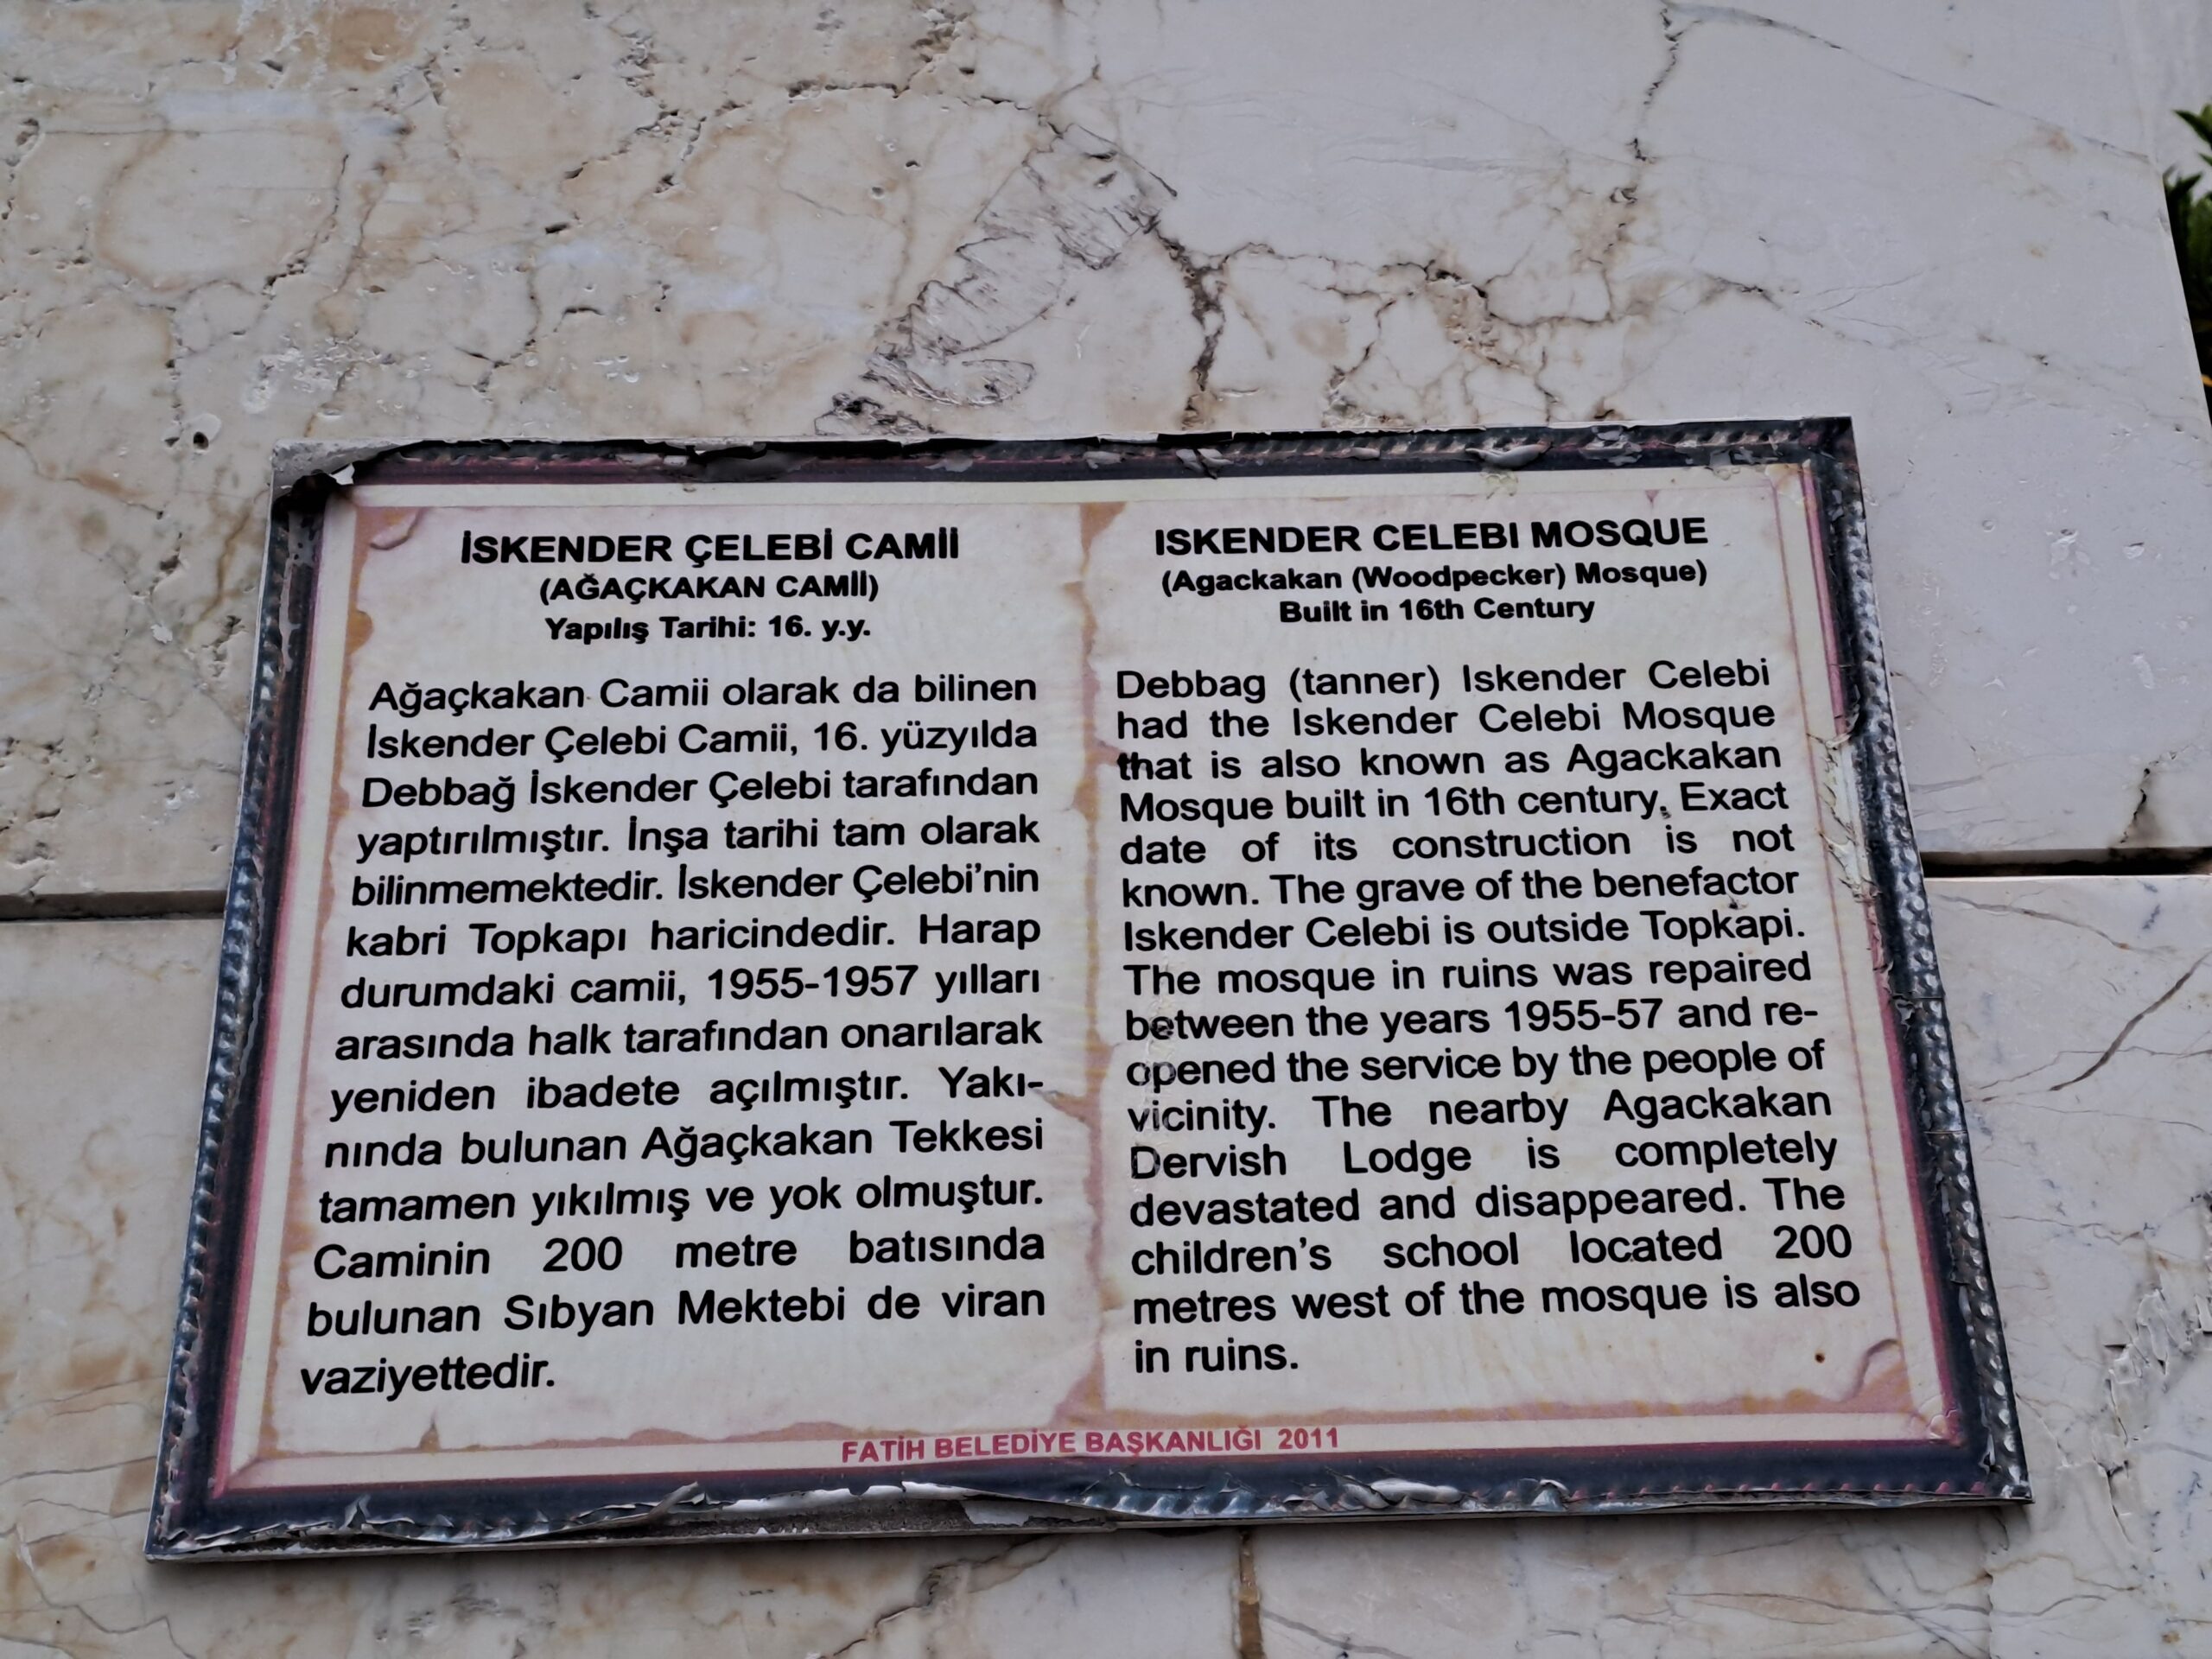 İSKENDER ÇELEBİ CAMİİ
(AĞAÇKAKAN CAMİİ)
Yapılış Tarihi: 16. y.y.
Ağaçkakan Camii olarak da bilinen
İskender Çelebi Camii, 16. yüzyılda
Debbağ İskender Çelebi tarafından
yaptırılmıştır. İnşa tarihi tam olarak
bilinmemektedir. İskender Çelebi'nin
kabri Topkapı haricindedir. Harap
durumdaki camii, 1955-1957 yılları
arasında halk tarafından onarılarak
yeniden ibadete açılmıştır. Yakı-
nında bulunan Ağaçkakan Tekkesi
tamamen yıkılmış ve yok olmuştur.
Caminin 200 metre batısında
bulunan Sıbyan Mektebi de viran
vaziyettedir.
ISKENDER CELEBI MOSQUE
(Agackakan (Woodpecker) Mosque)
Built in 16th Century
Debbag (tanner) Iskender Celebi
had the Iskender Celebi Mosque
that is also known as Agackakan
Mosque built in 16th century. Exact
date of its construction is not
known. The grave of the benefactor
Iskender Celebi is outside Topkapi.
The mosque in ruins was repaired
between the years 1955-57 and re-
opened the service by the people of
vicinity. The nearby Agackakan
Dervish Lodge is completely
devastated and disappeared. The
children's school located 200
metres west of the mosque is also
in ruins.
FATİH BELEDİYE BAŞKANLIĞI 2011